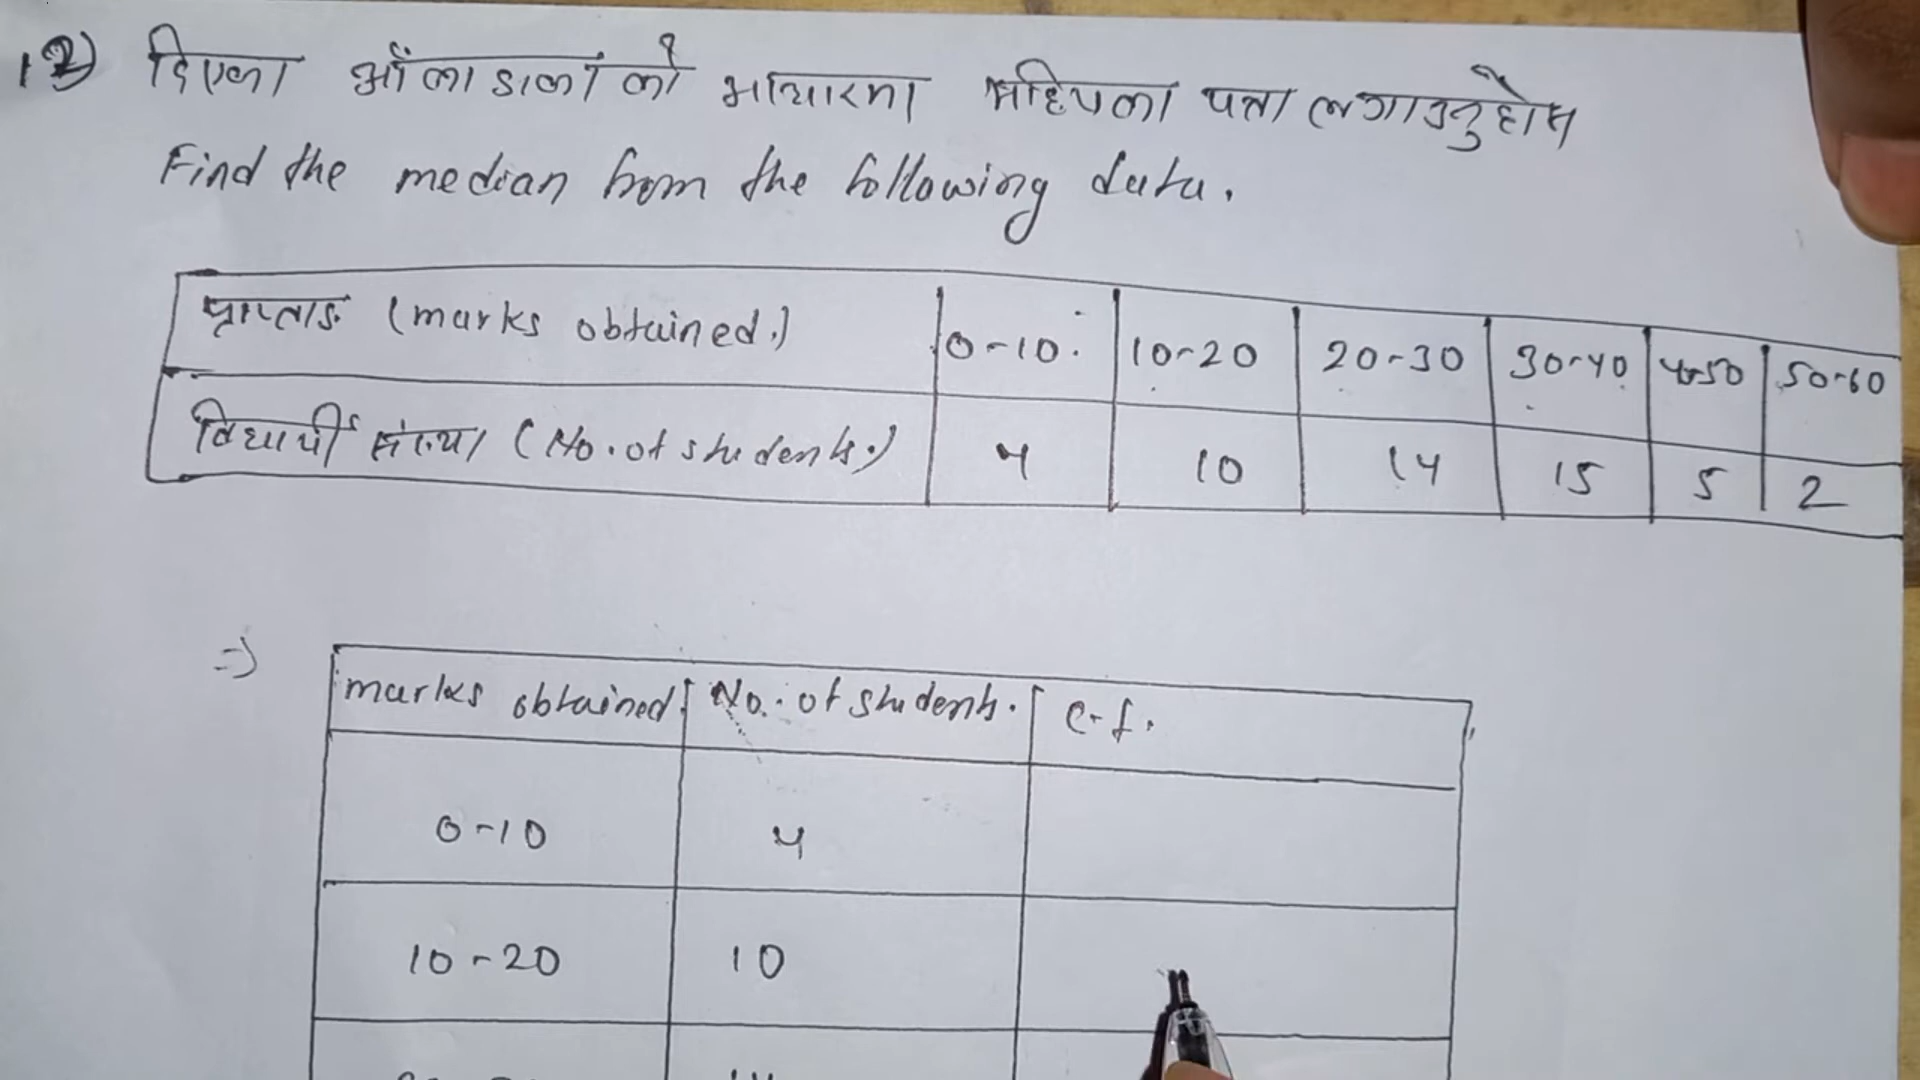 12) दिएका आँकाडाकाको आधारमा मध्यिका पत्ता लगाउनुहोस
Find the median from the following data.
प्राप्ताङ्क (marks obtained.) 0-10 10-20 20-30 30-40 40-50 50-60
विद्यार्थी संख्या (No. of students.) 4 10 14 15 5 2
=>
marks obtained. No. of students. c.f.
0-10 4
10-20 10
14